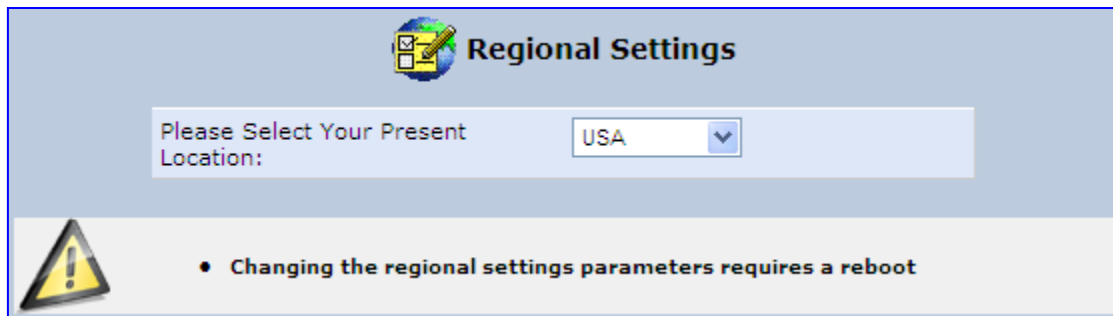 Regional Settings
Please Select Your Present
Location:
USA
• Changing the regional settings parameters requires a reboot